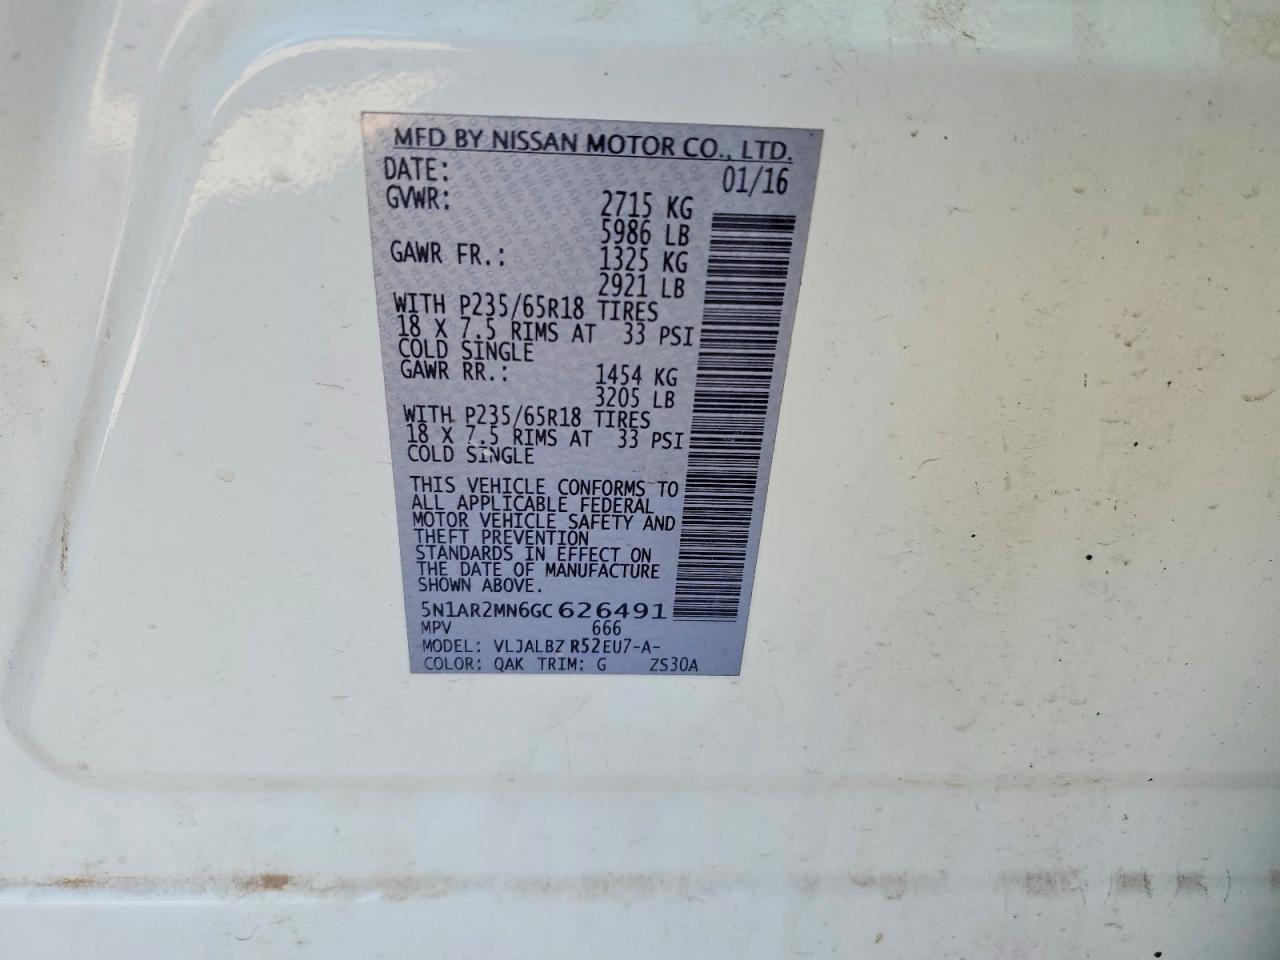 MFD BY NISSAN MOTOR CO., LTD.
DATE: 01/16
GVWR: 2715 KG
5986 LB
GAWR FR.: 1325 KG
2921 LB
WITH P235/65R18 TIRES
18 X 7.5 RIMS AT 33 PSI
COLD SINGLE
GAWR RR.: 1454 KG
3205 LB
WITH P235/65R18 TIRES
18 X 7.5 RIMS AT 33 PSI
COLD SINGLE
THIS VEHICLE CONFORMS TO
ALL APPLICABLE FEDERAL
MOTOR VEHICLE SAFETY AND
THEFT PREVENTION
STANDARDS IN EFFECT ON
THE DATE OF MANUFACTURE
SHOWN ABOVE.
5N1AR2MN6GC626491
MPV 666
MODEL: VLJALBZ R52EU7-A-
COLOR: QAK TRIM: G ZS30A